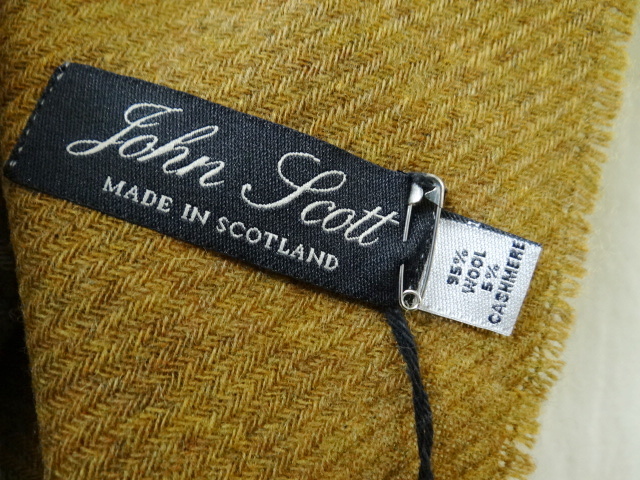 John Scott
MADE IN SCOTLAND
95%
WOOL
5%
CASHMERE